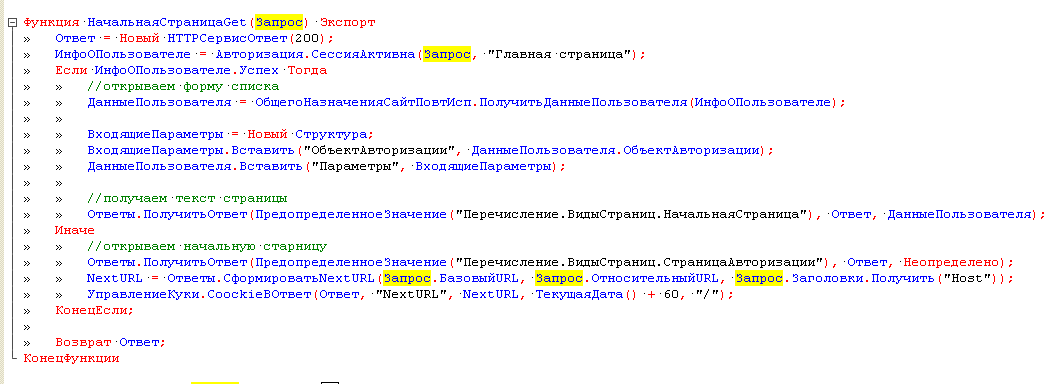 Функция НачальнаяСтраницаGet(Запрос) Экспорт
Ответ = Новый HTTPСервисОтвет(200);
ИнфоОПользователе = Авторизация.СессияАктивна(Запрос, "Главная страница");
Если ИнфоОПользователе.Успех Тогда
//открываем форму списка
ДанныеПользователя = ОбщегоНазначенияСайтПовтИсп.ПолучитьДанныеПользователя(ИнфоОПользователе);
ВходящиеПараметры = Новый Структура;
ВходящиеПараметры.Вставить("ОбъектАвторизации", ДанныеПользователя.ОбъектАвторизации);
ДанныеПользователя.Вставить("Параметры", ВходящиеПараметры);
//получаем текст страницы
Ответы.ПолучитьОтвет(ПредопределенноеЗначение("Перечисление.ВидыСтраниц.НачальнаяСтраница"), Ответ, ДанныеПользователя);
Иначе
//открываем начальную старницу
Ответы.ПолучитьОтвет(ПредопределенноеЗначение("Перечисление.ВидыСтраниц.СтраницаАвторизации"), Ответ, Неопределено);
NextURL = Ответы.СформироватьNextURL(Запрос.БазовыйURL, Запрос.ОтносительныйURL, Запрос.Заголовки.Получить("Host"));
УправлениеКуки.CoockieВОтвет(Ответ, "NextURL", NextURL, ТекущаяДата() + 60, "/");
КонецЕсли;
Возврат Ответ;
КонецФункции